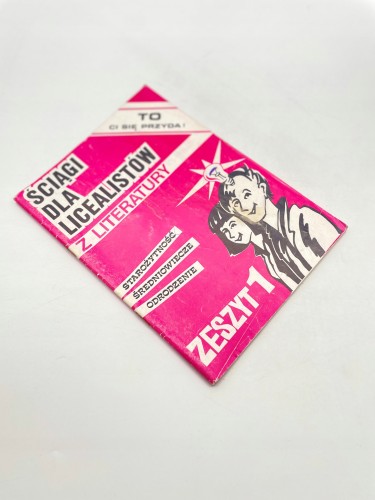 TO
CI SIĘ PRZYDA!
ŚCIĄGI
DLA
LICEALISTÓW
Z LITERATURY
STAROŻYTNOŚĆ
ŚREDNIOWIECZE
ODRODZENIE
ZESZYT 1